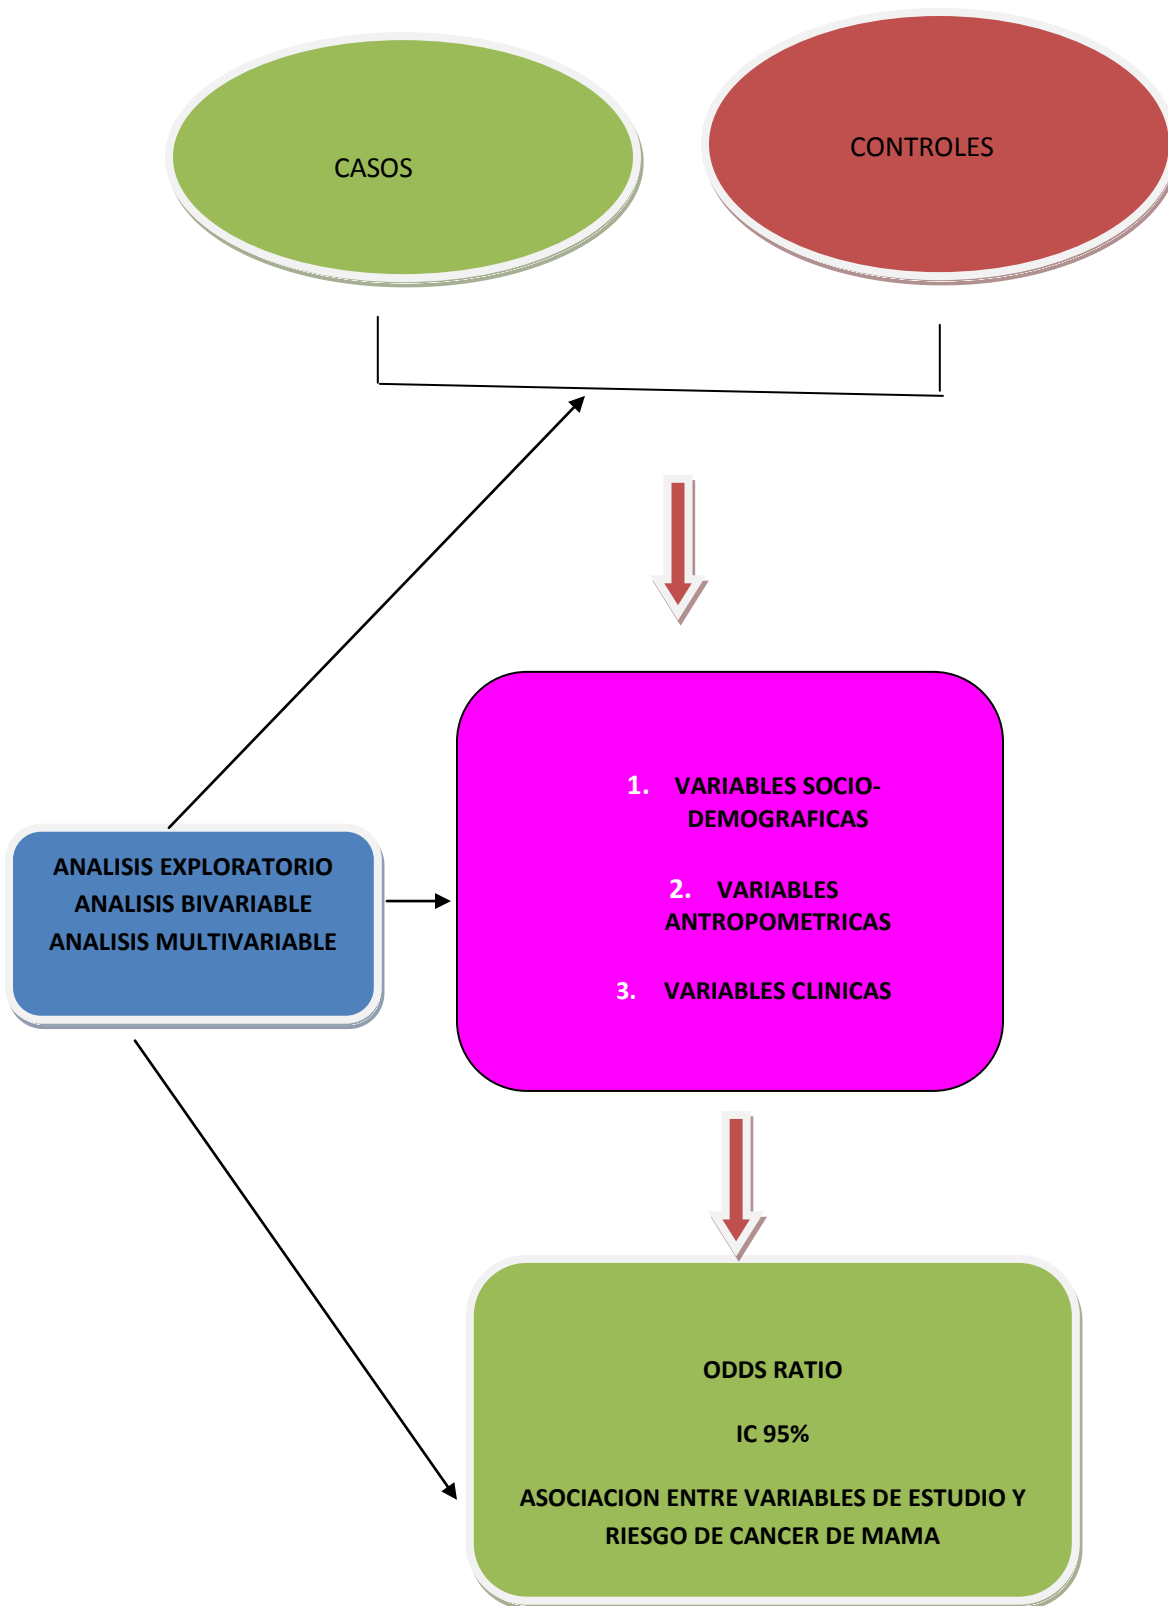 CASOS
CONTROLES
1. VARIABLES SOCIO-
DEMOGRAFICAS
2. VARIABLES
ANTROPOMETRICAS
3. VARIABLES CLINICAS
ANALISIS EXPLORATORIO
ANALISIS BIVARIABLE
ANALISIS MULTIVARIABLE
ODDS RATIO
IC 95%
ASOCIACION ENTRE VARIABLES DE ESTUDIO Y
RIESGO DE CANCER DE MAMA